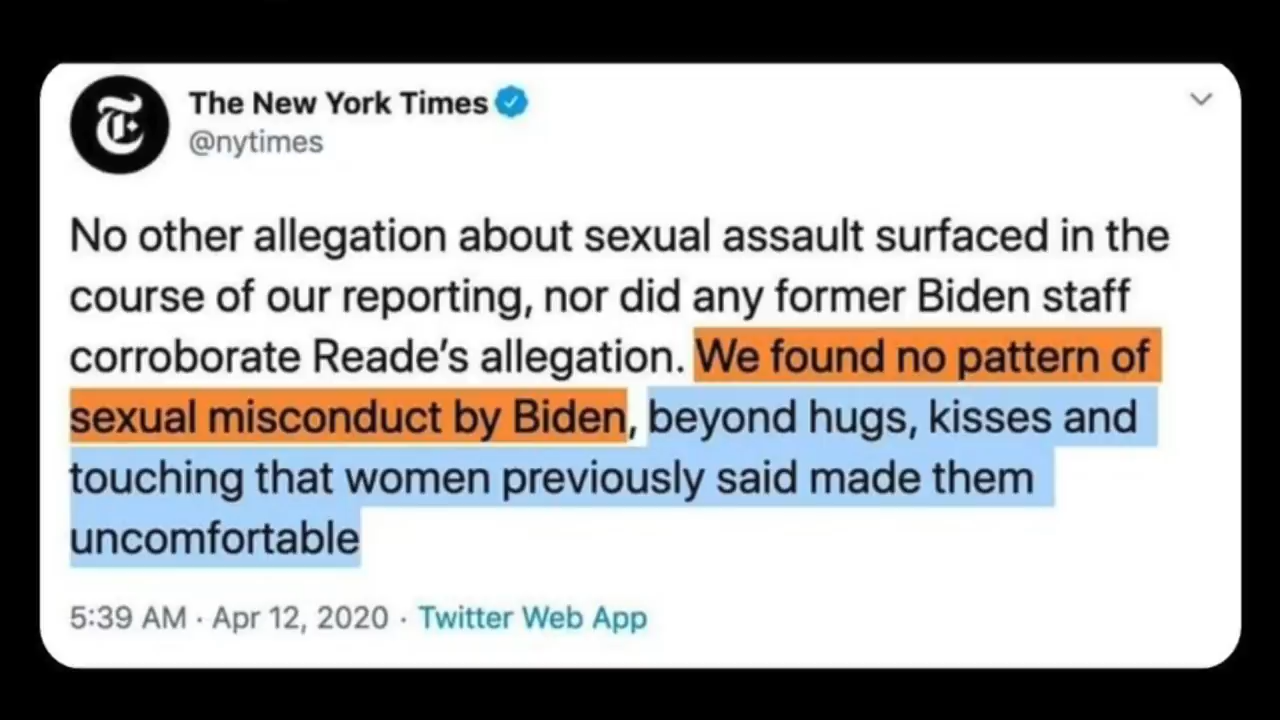 The New York Times
@nytimes
No other allegation about sexual assault surfaced in the
course of our reporting, nor did any former Biden staff
corroborate Reade’s allegation. We found no pattern of
sexual misconduct by Biden, beyond hugs, kisses and
touching that women previously said made them
uncomfortable
5:39 AM · Apr 12, 2020 · Twitter Web App